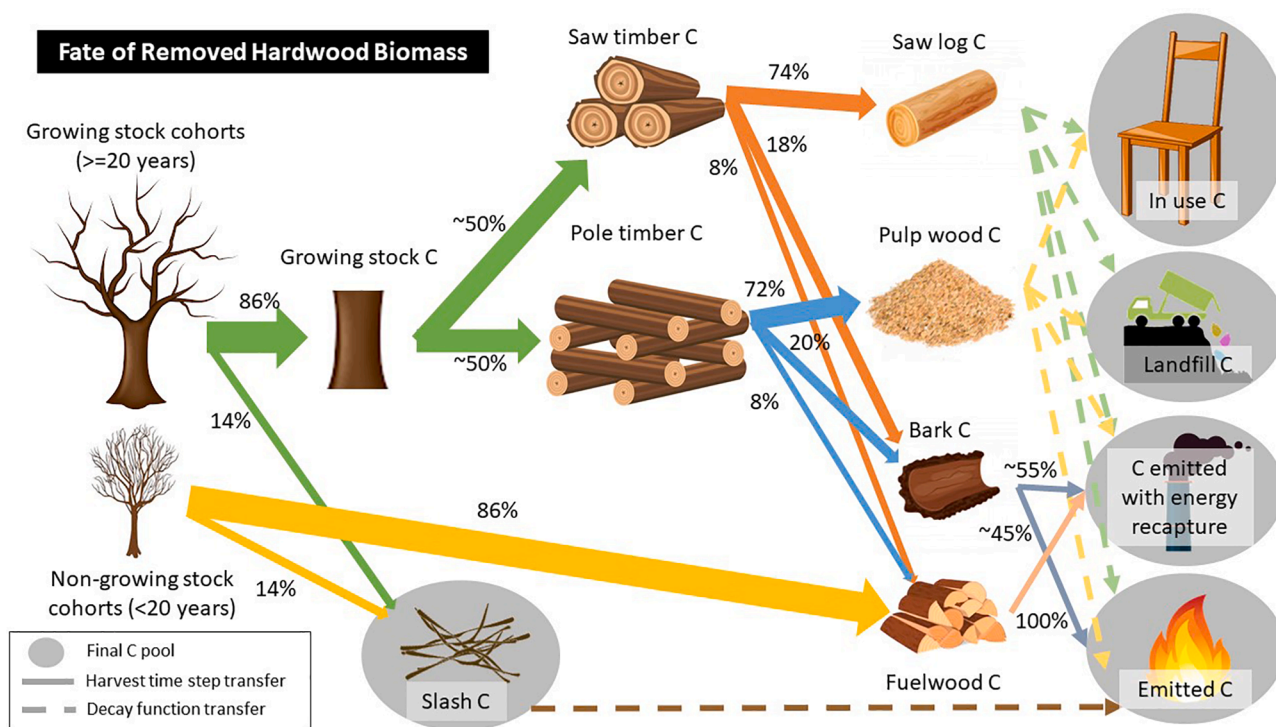 Fate of Removed Hardwood Biomass
Saw timber C
Saw log C
74%
18%
8%
Growing stock cohorts
(>=20 years)
In use C
~50%
Growing stock C
Pole timber C
Pulp wood C
86%
72%
20%
~50%
8%
Landfill C
14%
Bark C
~55%
C emitted
with energy
recapture
86%
~45%
Non-growing stock
cohorts (<20 years)
14%
100%
Final C pool
Harvest time step transfer
Decay function transfer
Slash C
Fuelwood C
Emitted C